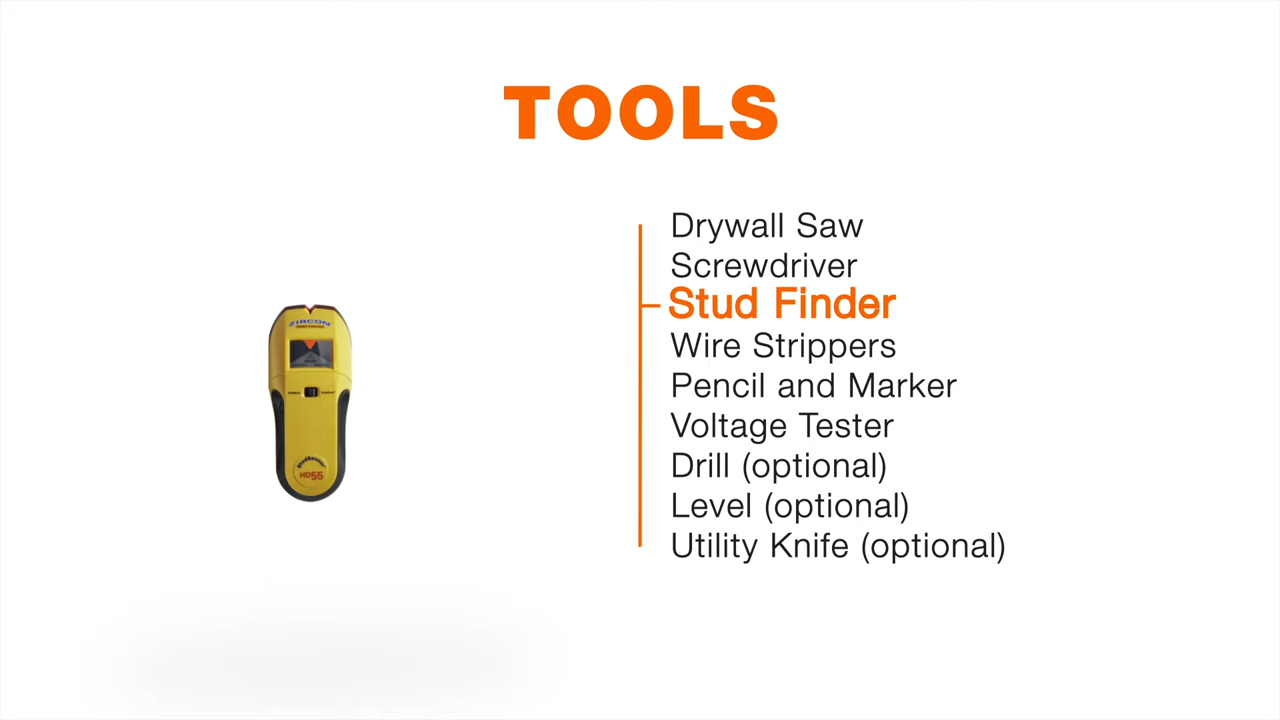 TOOLS
Drywall Saw
Screwdriver
Stud Finder
Wire Strippers
Pencil and Marker
Voltage Tester
Drill (optional)
Level (optional)
Utility Knife (optional)
ZIRCON
StudSensor
HD55